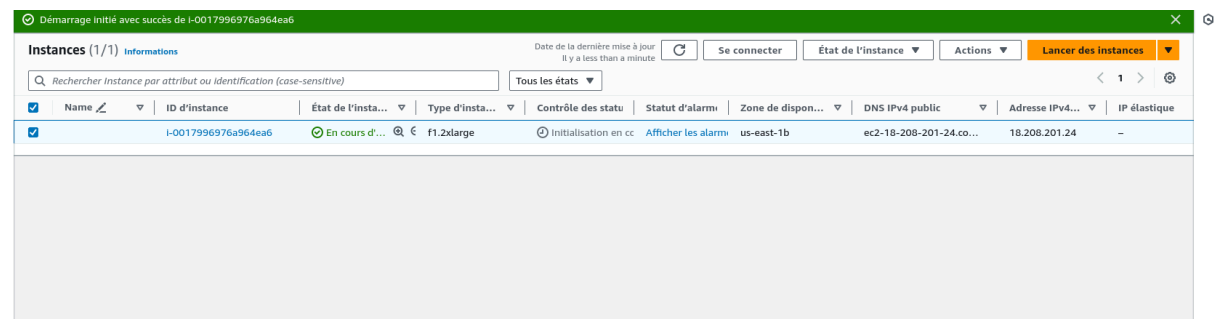 Démarrage initié avec succès de i-0017996976a964ea6
Instances (1/1) Informations
Date de la dernière mise à jour
Il y a less than a minute
Se connecter
État de l'instance
Actions
Lancer des instances
Rechercher Instance par attribut ou identification (case-sensitive)
Tous les états
1
Name ID d'instance État de l'insta... Type d'insta... Contrôle des statu Statut d'alarme Zone de dispon... DNS IPv4 public Adresse IPv4... IP élastique
i-0017996976a964ea6 En cours d'... f1.2xlarge Initialisation en cc Afficher les alarm us-east-1b ec2-18-208-201-24.co... 18.208.201.24 –